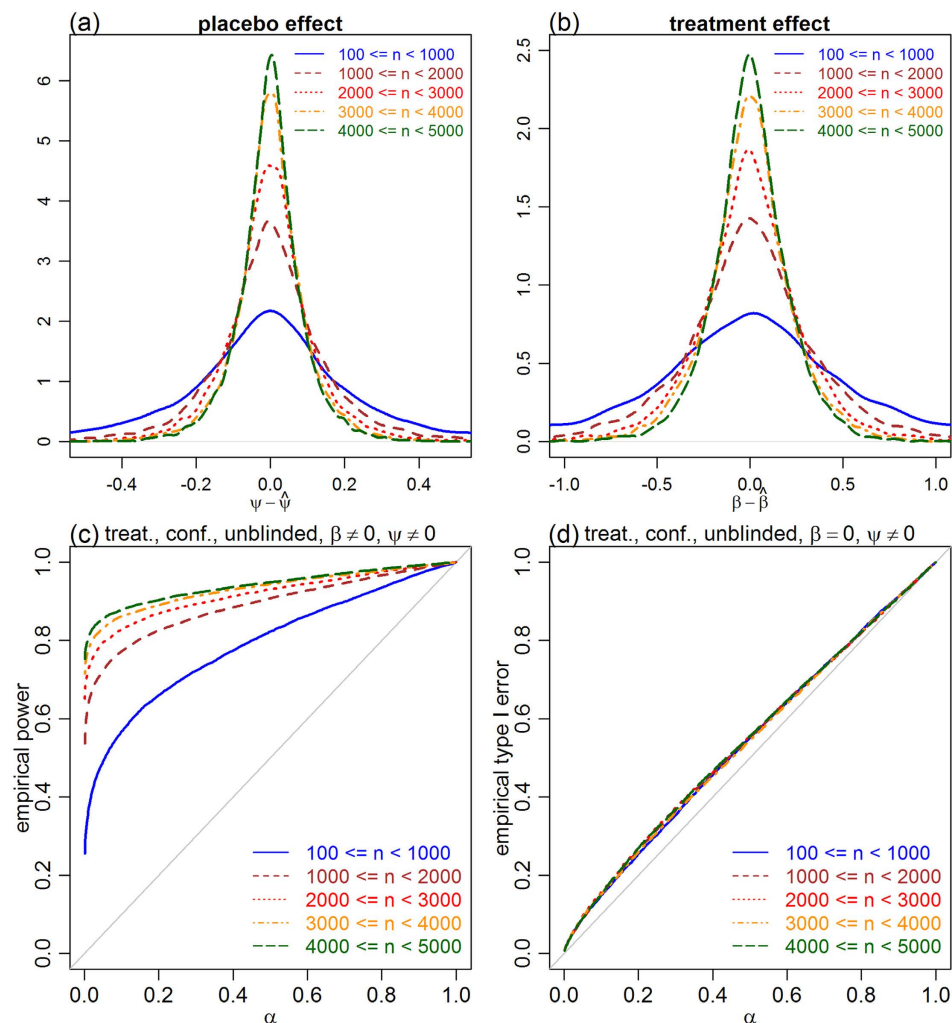 (a) placebo effect
100 <= n < 1000
1000 <= n < 2000
2000 <= n < 3000
3000 <= n < 4000
4000 <= n < 5000
0 1 2 3 4 5 6
-0.4 -0.2 0.0 0.2 0.4
ψ − ψ̂
(b) treatment effect
100 <= n < 1000
1000 <= n < 2000
2000 <= n < 3000
3000 <= n < 4000
4000 <= n < 5000
0.0 0.5 1.0 1.5 2.0 2.5
-1.0 -0.5 0.0 0.5 1.0
β − β̂
(c) treat., conf., unblinded, β ≠ 0, ψ ≠ 0
empirical power
0.0 0.2 0.4 0.6 0.8 1.0
100 <= n < 1000
1000 <= n < 2000
2000 <= n < 3000
3000 <= n < 4000
4000 <= n < 5000
0.0 0.2 0.4 0.6 0.8 1.0
α
(d) treat., conf., unblinded, β = 0, ψ ≠ 0
empirical type I error
0.0 0.2 0.4 0.6 0.8 1.0
100 <= n < 1000
1000 <= n < 2000
2000 <= n < 3000
3000 <= n < 4000
4000 <= n < 5000
0.0 0.2 0.4 0.6 0.8 1.0
α